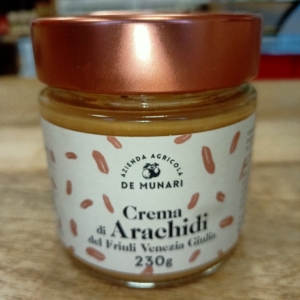 AZIENDA AGRICOLA
DE MUNARI
Crema
di Arachidi
del Friuli Venezia Giulia
230g